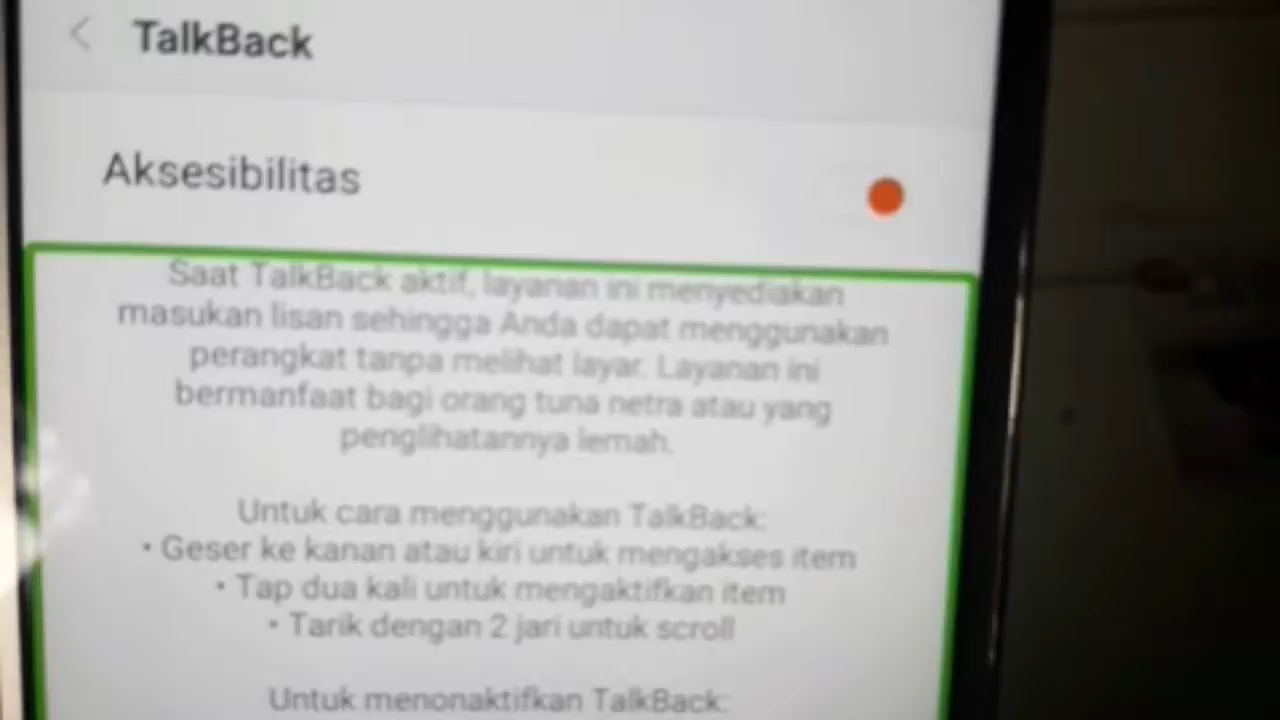 TalkBack
Aksesibilitas
Saat TalkBack aktif, layanan ini menyediakan
masukan lisan sehingga Anda dapat menggunakan
perangkat tanpa melihat layar. Layanan ini
bermanfaat bagi orang tuna netra atau yang
penglihatannya lemah.
Untuk cara menggunakan TalkBack:
• Geser ke kanan atau kiri untuk mengakses item
• Tap dua kali untuk mengaktifkan item
• Tarik dengan 2 jari untuk scroll
Untuk menonaktifkan TalkBack: